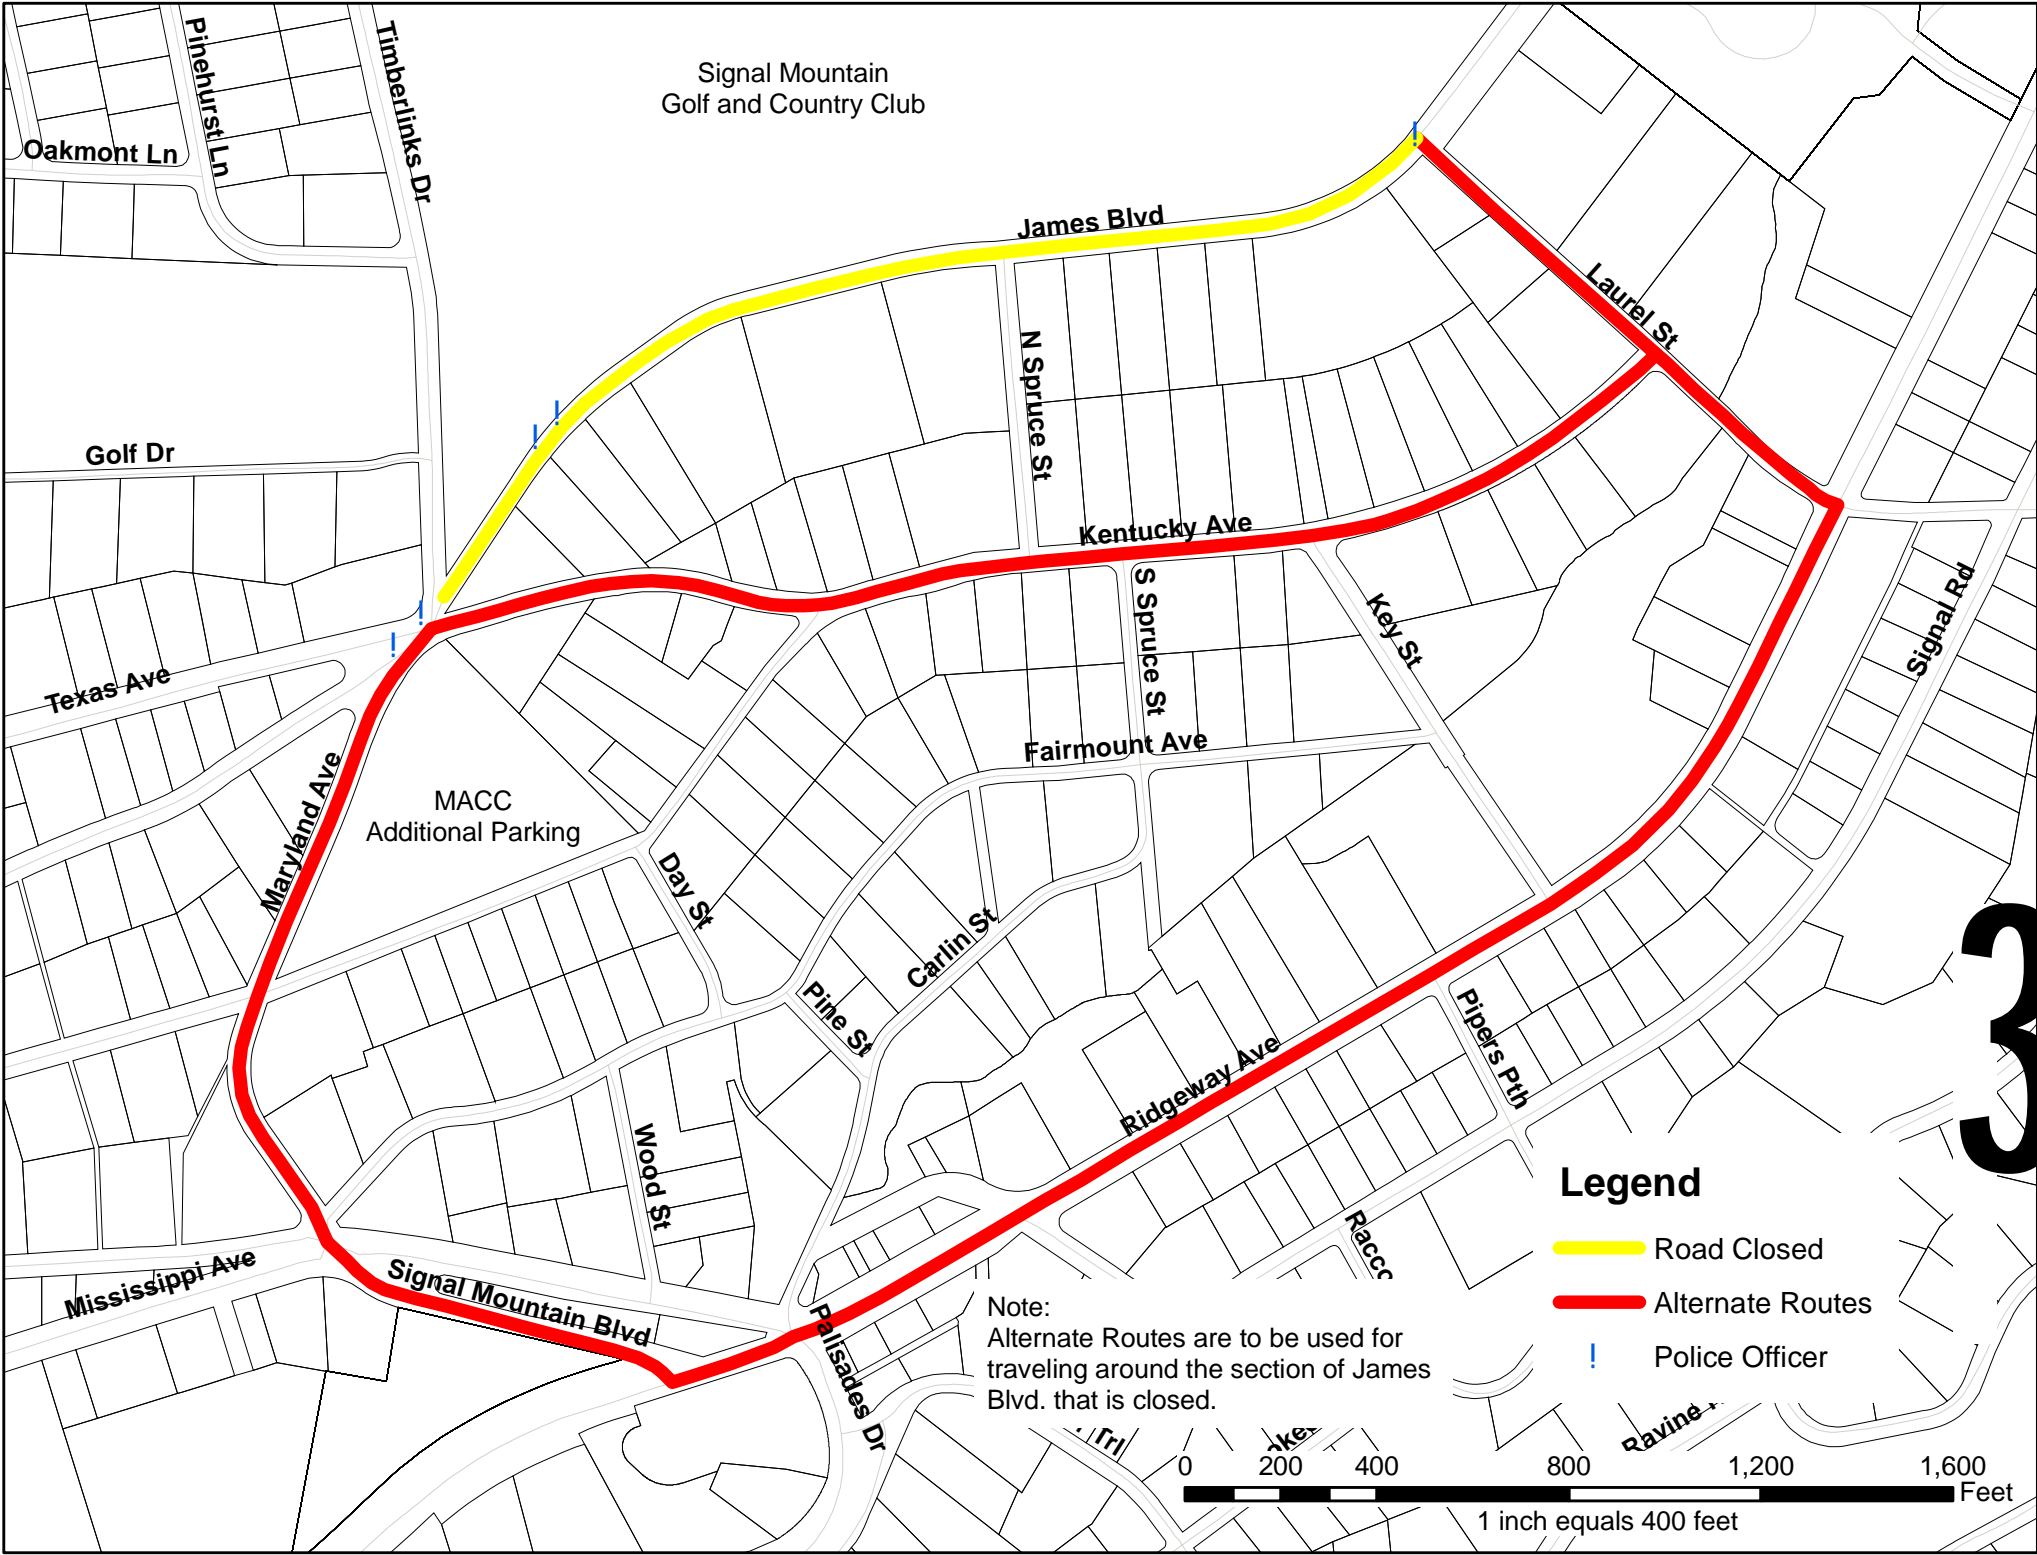 Pinehurst Ln
Timberlinks Dr
Signal Mountain
Golf and Country Club
Oakmont Ln
James Blvd
Laurel St
N Spruce St
Golf Dr
Kentucky Ave
S Spruce St
Key St
Signal Rd
Texas Ave
Fairmount Ave
Maryland Ave
MACC
Additional Parking
Day St
Carlin St
Pine St
3
Pipers Pth
Ridgeway Ave
Wood St
Mississippi Ave
Signal Mountain Blvd
Palisades Dr
Racco
Legend
Road Closed
Alternate Routes
! Police Officer
Note:
Alternate Routes are to be used for
traveling around the section of James
Blvd. that is closed.
Trl
Ravine
0 200 400 800 1,200 1,600
Feet
1 inch equals 400 feet